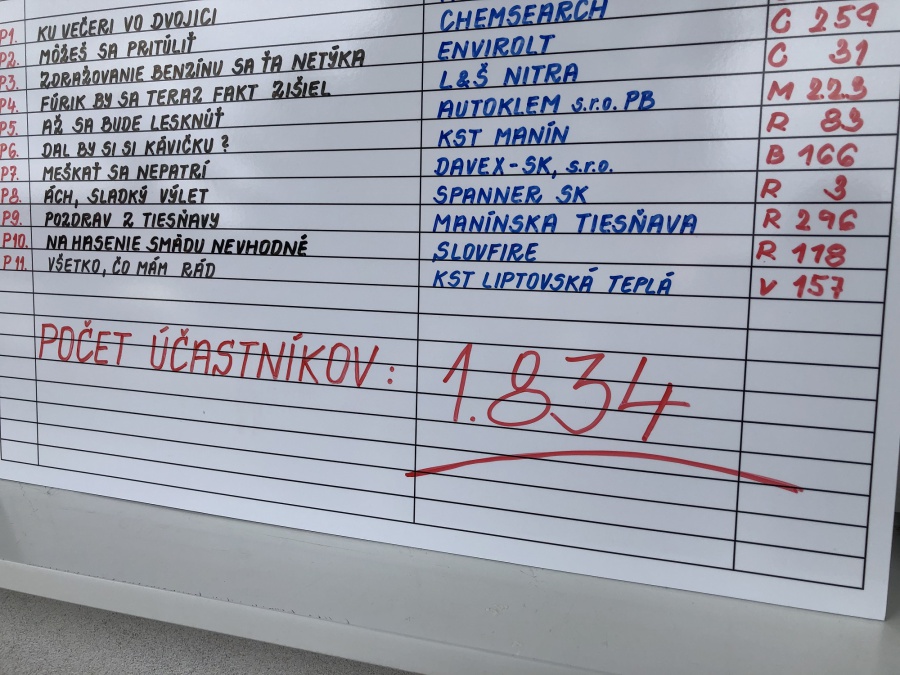 P1. KU VEČERI VO DVOJICI
P2. MÔŽEŠ SA PRITÚLIŤ CHEMSEARCH
P3. ZDRAŽOVANIE BENZÍNU SA ŤA NETÝKA ENVIROLT C 259
P4. FÚRIK BY SA TERAZ FAKT ZIŠIEL L&Š NITRA C 31
P5. AŽ SA BUDE LESKNÚŤ AUTOKLEM s.r.o. PB M 223
P6. DAL BY SI SI KÁVIČKU ? KST MANÍN R 83
P7. MEŠKAŤ SA NEPATRÍ DAVEX-SK, s.r.o. B 166
P8. ÁCH, SLADKÝ VÝLET SPANNER SK R 3
P9. POZDRAV Z TIESŇAVY MANÍNSKA TIESŇAVA R 296
P10. NA HASENIE SMÄDU NEVHODNÉ SLOVFIRE R 118
P11. VŠETKO, ČO MÁM RÁD KST LIPTOVSKÁ TEPLÁ V 157
POČET ÚČASTNÍKOV: 1.834